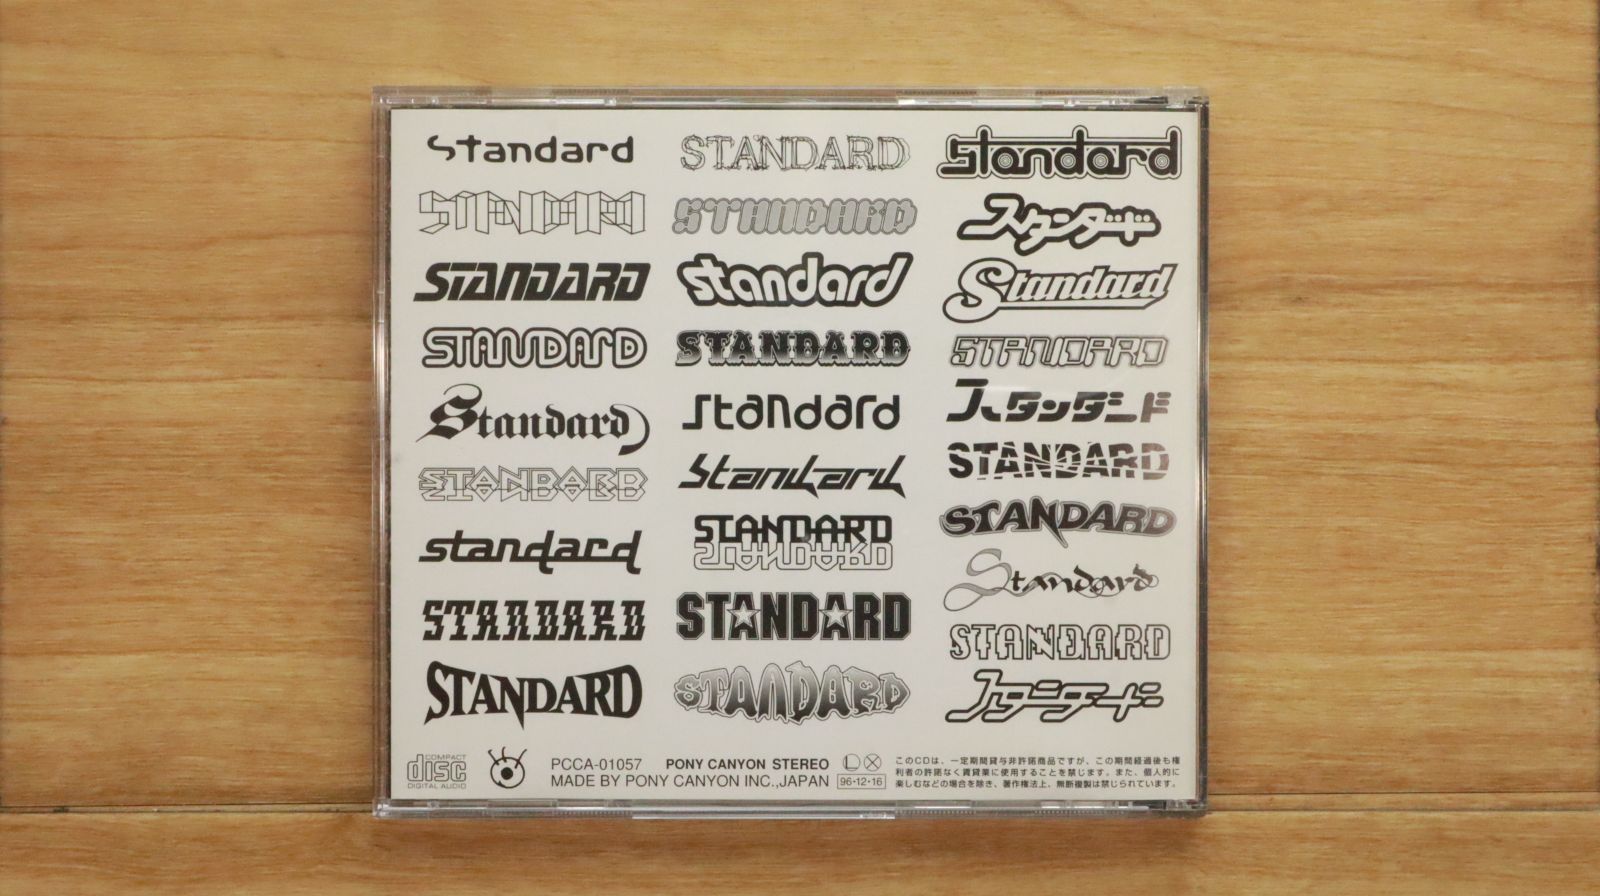 Standard
STANDARD
STANDARD
STANDARD
Standard
STANDARD
standard
STANDARD
STANDARD
STANDARD
STANDARD
standard
STANDARD
standard
Standard
STANDARD
STANDARD
STANDARD
standard
スタンダード
Standard
STANDARD
スタンダード
STANDARD
STANDARD
Standard
STANDARD
スタンダード
COMPACT
disc
DIGITAL AUDIO
PCCA-01057 PONY CANYON STEREO
MADE BY PONY CANYON INC.,JAPAN
L X
96・12・16
このCDは、一定期間貸与非許諾商品ですが、この期間経過後も権
利者の許諾なく賃貸業に使用することを禁じます。また、個人的に
楽しむなどの場合を除き、著作権法上、無断複製は禁じられています。